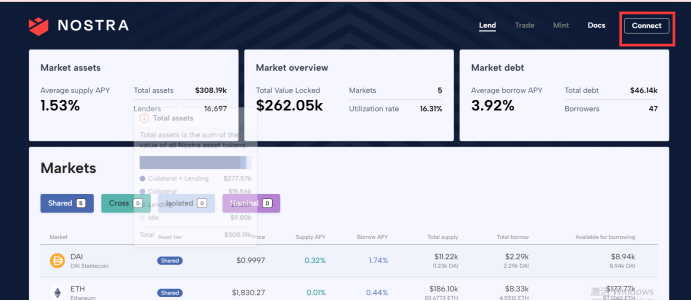 NOSTRA
Lend Trade Mint Docs Connect
Market assets
Average supply APY
1.53%
Total assets $308.19k
Lenders 16,697
Market overview
Total Value Locked
$262.05k
Markets 5
Utilization rate 16.31%
Market debt
Average borrow APY
3.92%
Total debt $46.14k
Borrowers 47
Total assets
Total assets is the sum of the
value of all Nostra asset tokens
Collateral + Lending $277.57k
Collateral
Lending
Idle $9.80k
Total $308.19k
Markets
Shared 5 Cross 0 Isolated 0 Nominal 0
Market Asset tier Price Supply APY Borrow APY Total supply Total borrow Available for borrowing
DAI Shared $0.9997 0.32% 1.74% $11.22k $2.29k $8.94k
DAI Stablecoin 11.23k DAI 2.29k DAI 8.94k DAI
ETH Shared $1,830.27 0.01% 0.44% $186.10k $8.33k $177.77k
Ethereum 101.6773 ETH 4.5512 ETH
激活 Windows